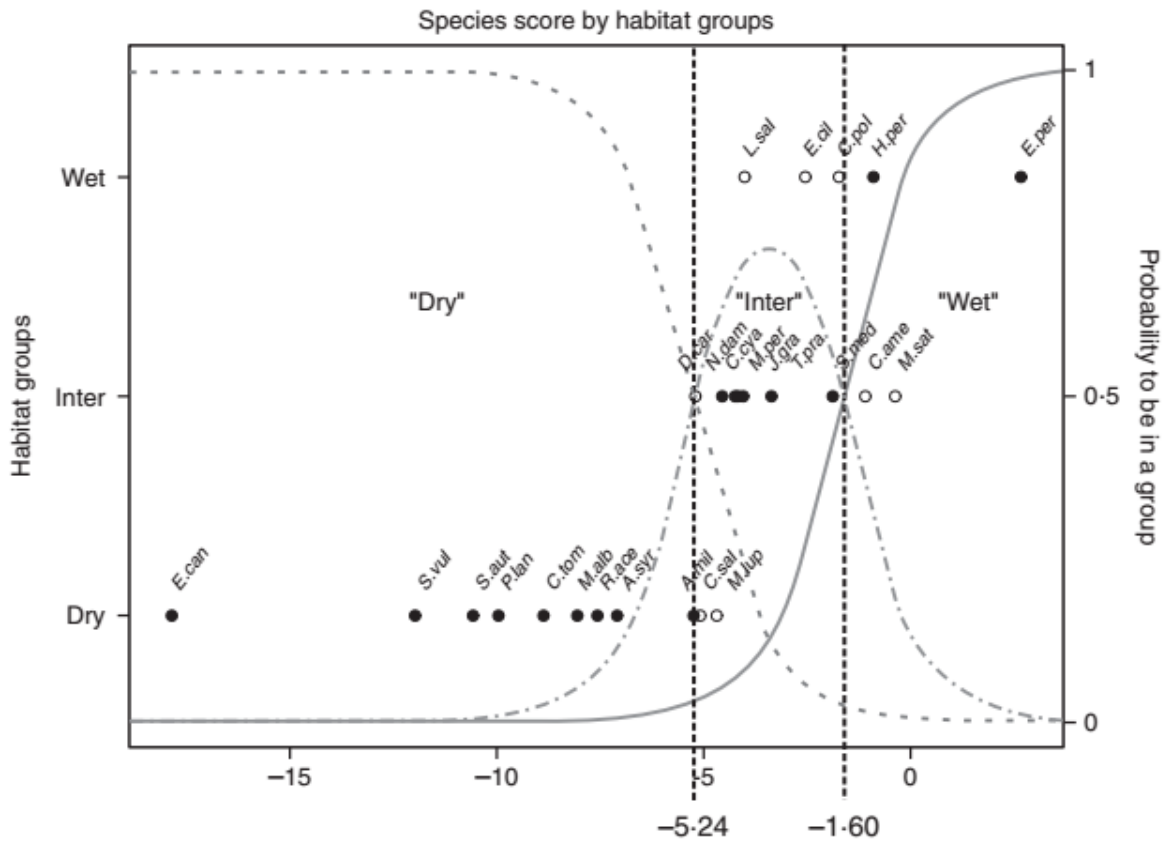 Species score by habitat groups
1
L.sal E.cil C.pol H.per E.per
Wet
"Dry" "Inter" "Wet"
D.car N.dam C.cya M.per J.gra T.pra S.med C.ame M.sat
Inter
0·5
E.can S.vul S.aut P.lan C.tom M.alb R.ace A.syr A.mil C.sal M.lup
Dry
0
Habitat groups
Probability to be in a group
−15 −10 -5 0
−5·24 −1·60